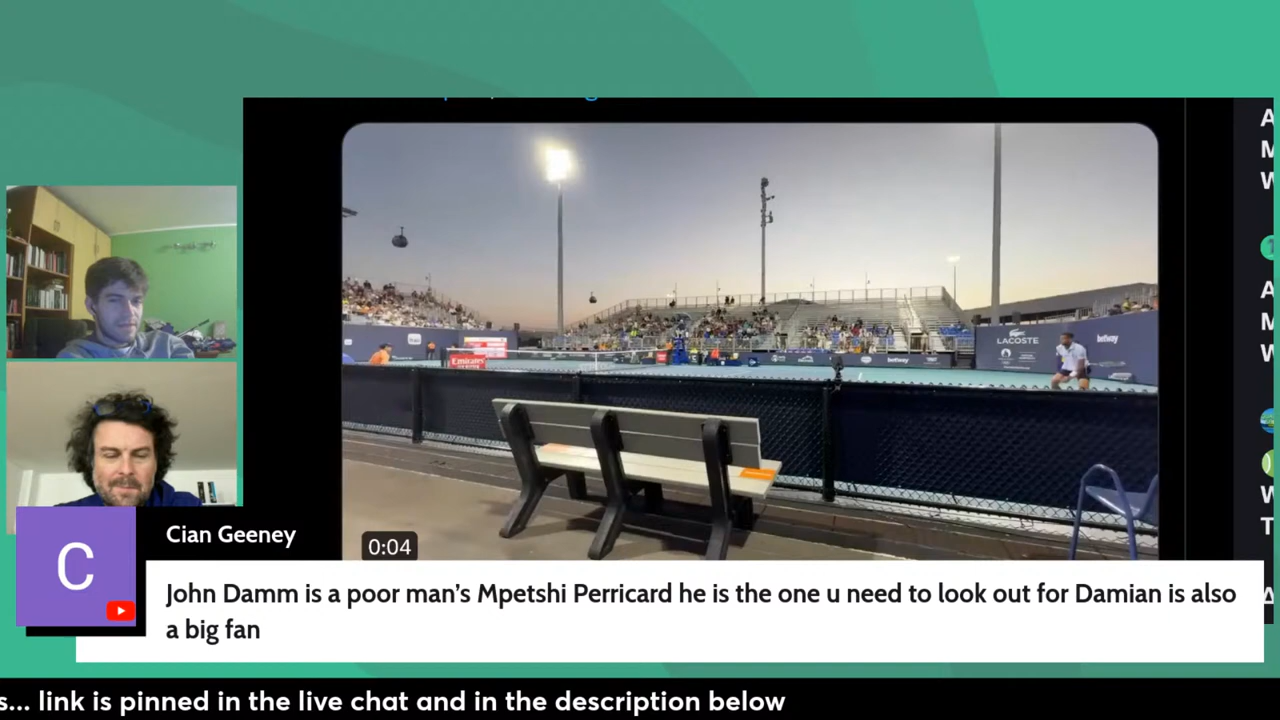 LACOSTE
betway
Emirates
betway
0:04
A
M
W
A
M
W
W
T
C
Cian Geeney
John Damm is a poor man's Mpetshi Perricard he is the one u need to look out for Damian is also
a big fan
s... link is pinned in the live chat and in the description below